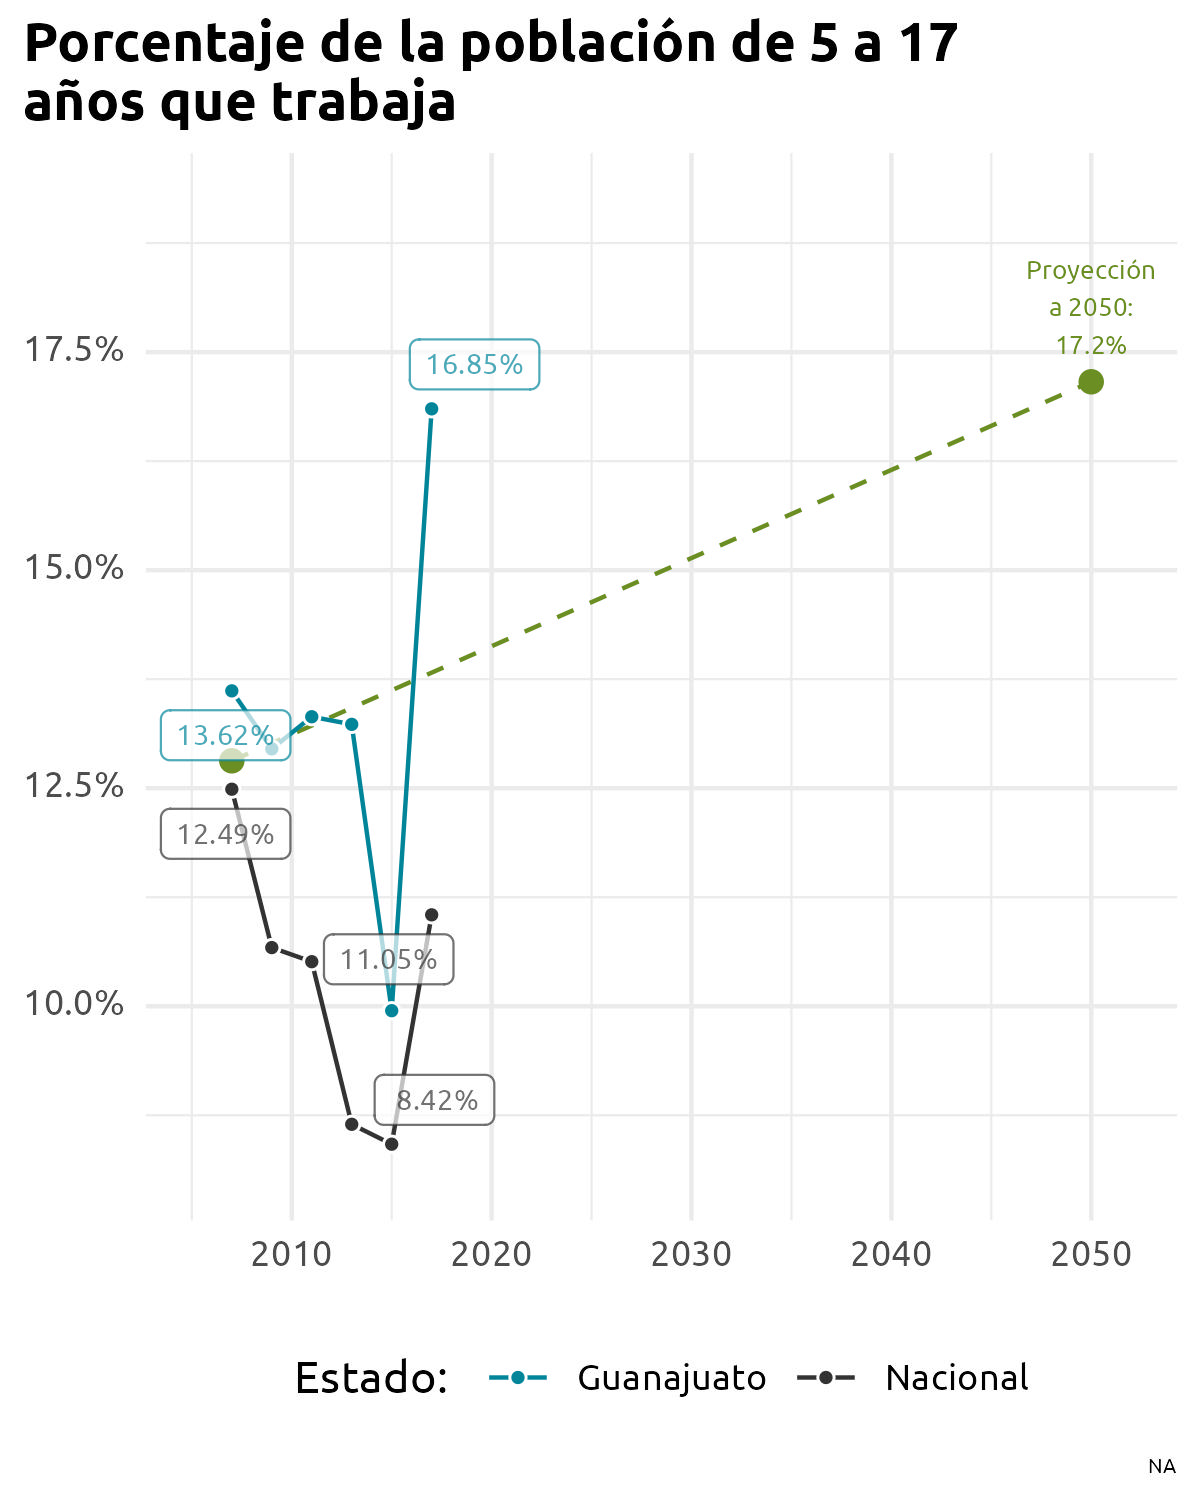 Porcentaje de la población de 5 a 17
años que trabaja
Proyección
a 2050:
17.2%
17.5%
16.85%
15.0%
13.62%
12.5%
12.49%
11.05%
10.0%
8.42%
2010 2020 2030 2040 2050
Estado: Guanajuato Nacional
NA